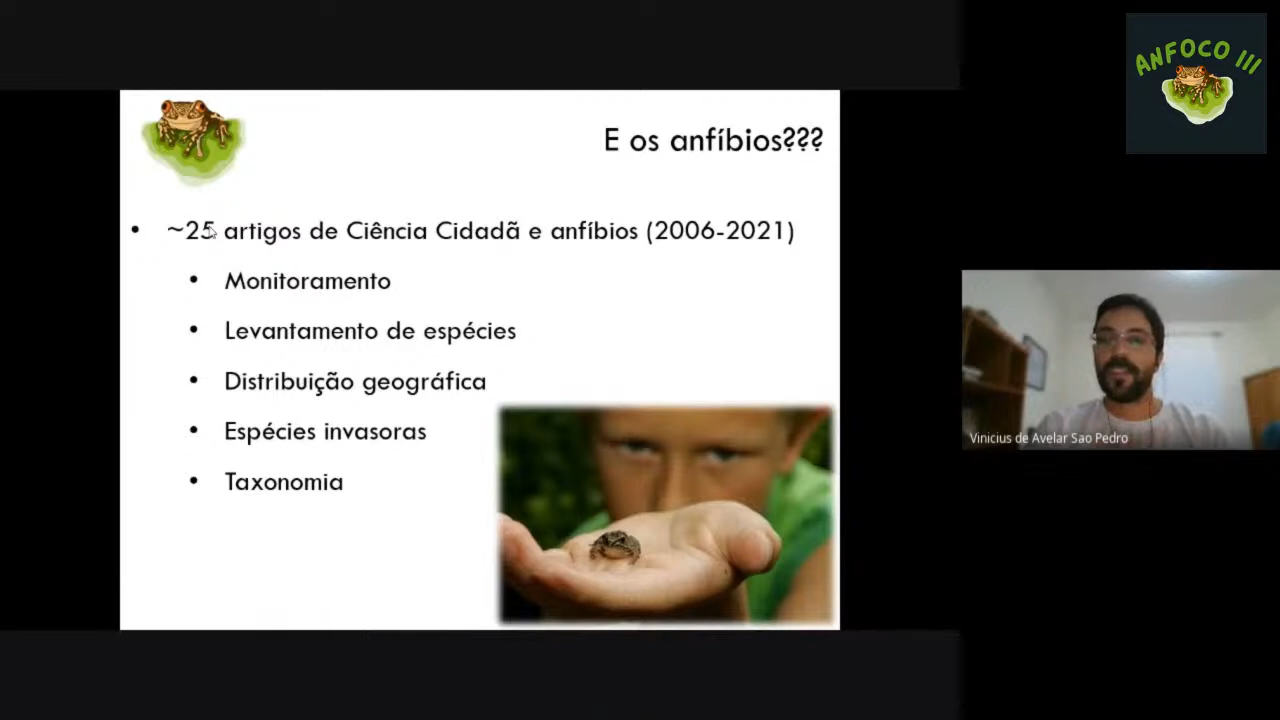 ANFOCO III
E os anfíbios???
• ~25 artigos de Ciência Cidadã e anfíbios (2006-2021)
• Monitoramento
• Levantamento de espécies
• Distribuição geográfica
• Espécies invasoras
• Taxonomia
Vinicius de Avelar Sao Pedro